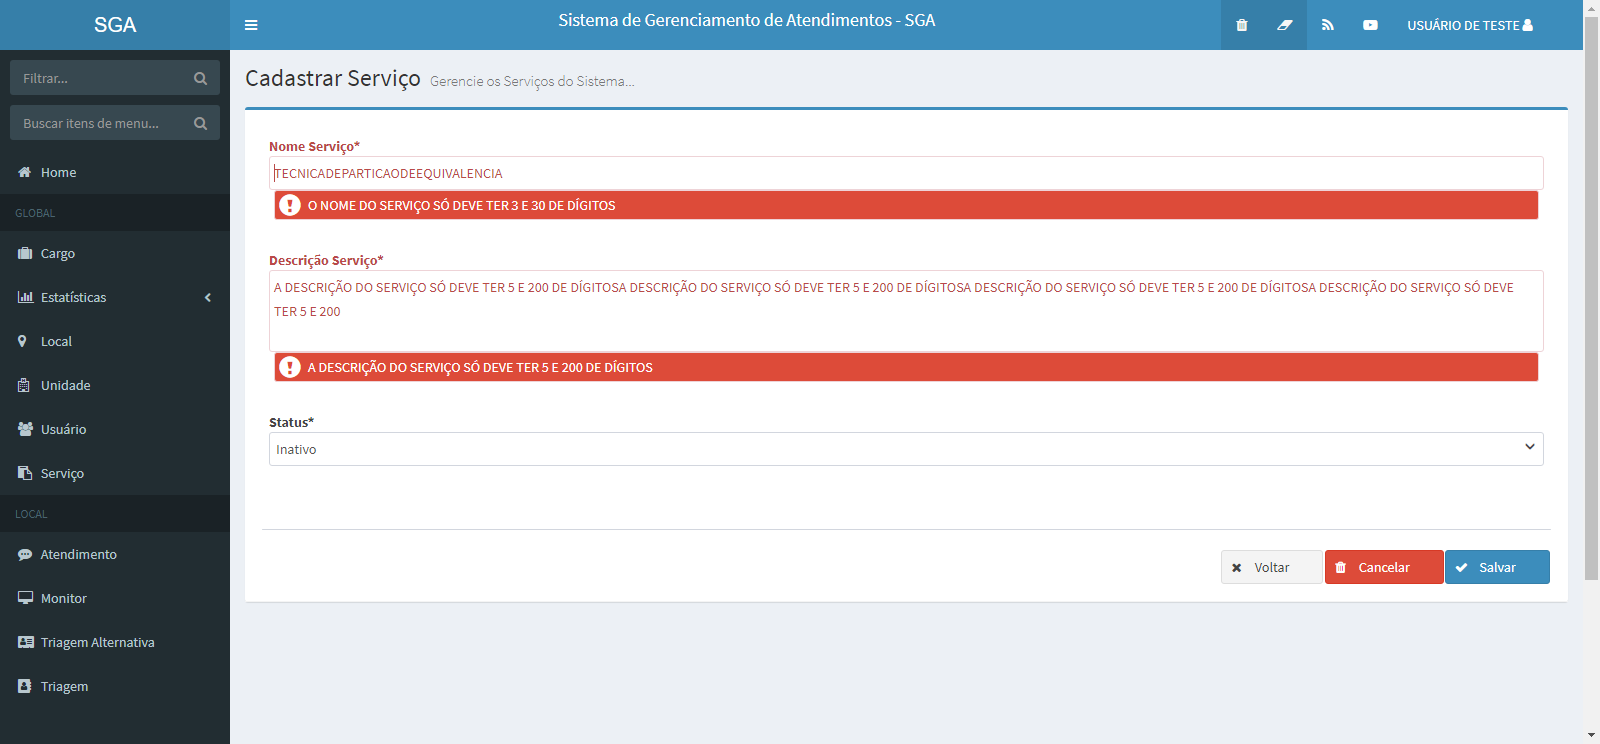 SGA
Sistema de Gerenciamento de Atendimentos - SGA
USUÁRIO DE TESTE
Filtrar...
Buscar itens de menu...
Home
GLOBAL
Cargo
Estatísticas
Local
Unidade
Usuário
Serviço
LOCAL
Atendimento
Monitor
Triagem Alternativa
Triagem
Cadastrar Serviço Gerencie os Serviços do Sistema...
Nome Serviço*
TECNICADEPARTICAODEEQUIVALENCIA
O NOME DO SERVIÇO SÓ DEVE TER 3 E 30 DE DÍGITOS
Descrição Serviço*
A DESCRIÇÃO DO SERVIÇO SÓ DEVE TER 5 E 200 DE DÍGITOSA DESCRIÇÃO DO SERVIÇO SÓ DEVE TER 5 E 200 DE DÍGITOSA DESCRIÇÃO DO SERVIÇO SÓ DEVE TER 5 E 200 DE DÍGITOSA DESCRIÇÃO DO SERVIÇO SÓ DEVE
TER 5 E 200
A DESCRIÇÃO DO SERVIÇO SÓ DEVE TER 5 E 200 DE DÍGITOS
Status*
Inativo
Voltar
Cancelar
Salvar